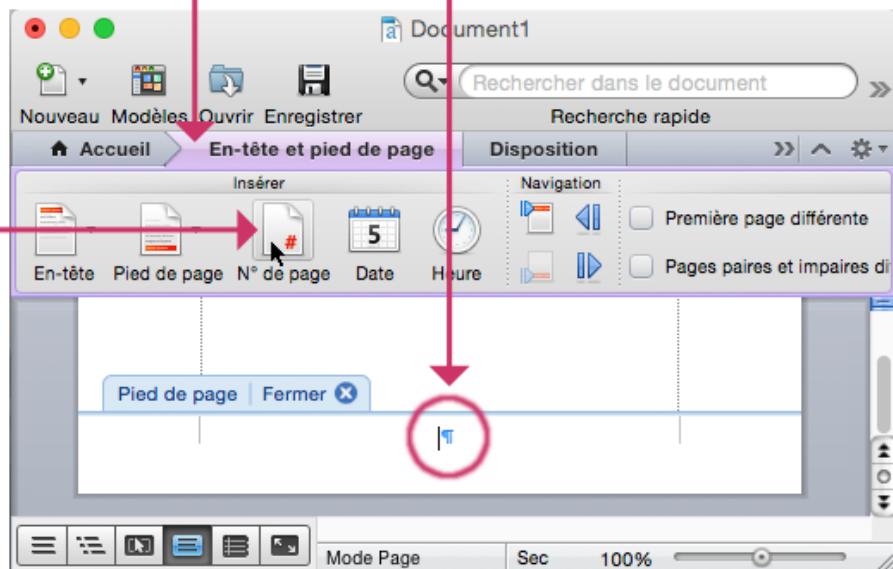 Document1
Rechercher dans le document
Nouveau Modèles Ouvrir Enregistrer Recherche rapide
Accueil En-tête et pied de page Disposition
Insérer Navigation
5
Première page différente
En-tête Pied de page N° de page Date Heure
Pages paires et impaires di
Pied de page Fermer
¶
Mode Page Sec 100%